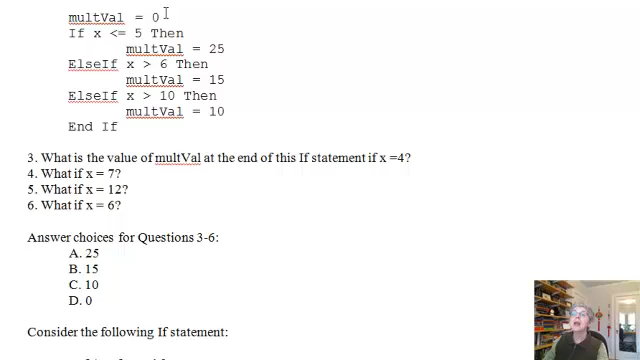 multVal = 0
If x <= 5 Then
multVal = 25
ElseIf x > 6 Then
multVal = 15
ElseIf x > 10 Then
multVal = 10
End If
3. What is the value of multVal at the end of this If statement if x =4?
4. What if x = 7?
5. What if x = 12?
6. What if x = 6?
Answer choices for Questions 3-6:
A. 25
B. 15
C. 10
D. 0
Consider the following If statement: